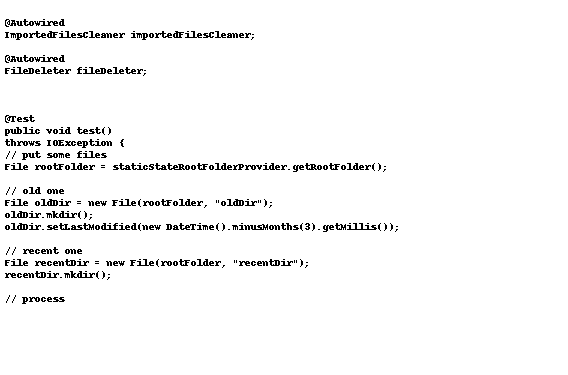 @Autowired
ImportedFilesCleaner importedFilesCleaner;
@Autowired
FileDeleter fileDeleter;
@Test
public void test()
throws IOException {
// put some files
File rootFolder = staticStateRootFolderProvider.getRootFolder();
// old one
File oldDir = new File(rootFolder, "oldDir");
oldDir.mkdir();
oldDir.setLastModified(new DateTime().minusMonths(3).getMillis());
// recent one
File recentDir = new File(rootFolder, "recentDir");
recentDir.mkdir();
// process